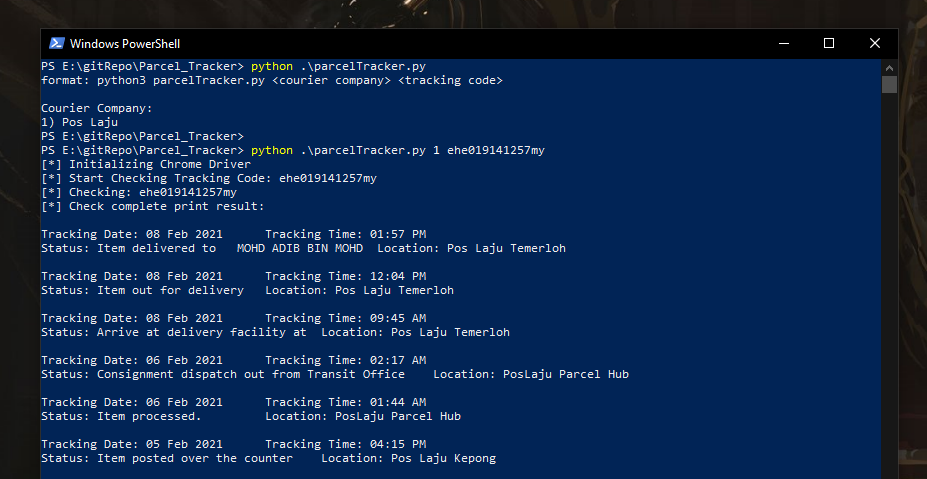 Windows PowerShell
PS E:\gitRepo\Parcel_Tracker> python .\parcelTracker.py
format: python3 parcelTracker.py <courier company> <tracking code>
Courier Company:
1) Pos Laju
PS E:\gitRepo\Parcel_Tracker>
PS E:\gitRepo\Parcel_Tracker> python .\parcelTracker.py 1 ehe019141257my
[*] Initializing Chrome Driver
[*] Start Checking Tracking Code: ehe019141257my
[*] Checking: ehe019141257my
[*] Check complete print result:
Tracking Date: 08 Feb 2021      Tracking Time: 01:57 PM
Status: Item delivered to   MOHD ADIB BIN MOHD  Location: Pos Laju Temerloh
Tracking Date: 08 Feb 2021      Tracking Time: 12:04 PM
Status: Item out for delivery   Location: Pos Laju Temerloh
Tracking Date: 08 Feb 2021      Tracking Time: 09:45 AM
Status: Arrive at delivery facility at  Location: Pos Laju Temerloh
Tracking Date: 06 Feb 2021      Tracking Time: 02:17 AM
Status: Consignment dispatch out from Transit Office    Location: PosLaju Parcel Hub
Tracking Date: 06 Feb 2021      Tracking Time: 01:44 AM
Status: Item processed.         Location: PosLaju Parcel Hub
Tracking Date: 05 Feb 2021      Tracking Time: 04:15 PM
Status: Item posted over the counter    Location: Pos Laju Kepong